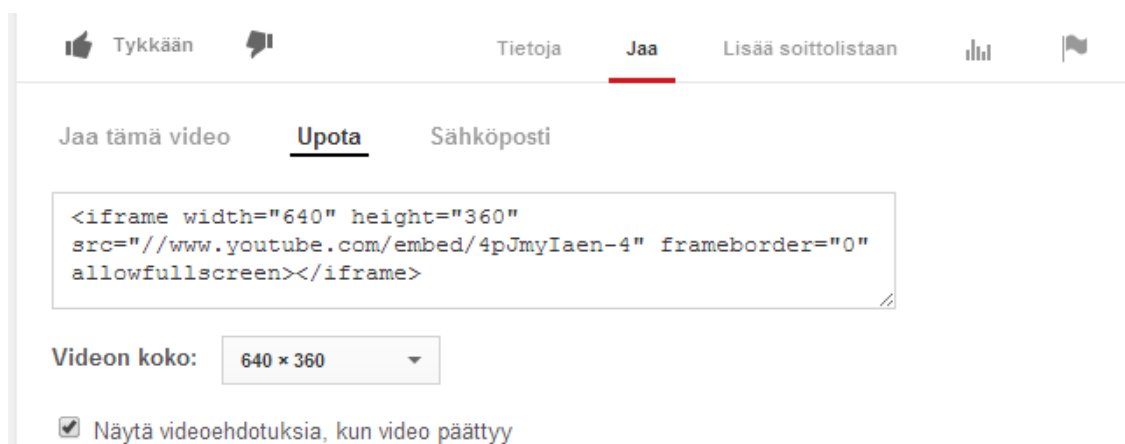 Tykkään Tietoja Jaa Lisää soittolistaan
Jaa tämä video Upota Sähköposti
<iframe width="640" height="360"
src="//www.youtube.com/embed/4pJmyIaen-4" frameborder="0"
allowfullscreen></iframe>
Videon koko: 640 × 360
Näytä videoehdotuksia, kun video päättyy